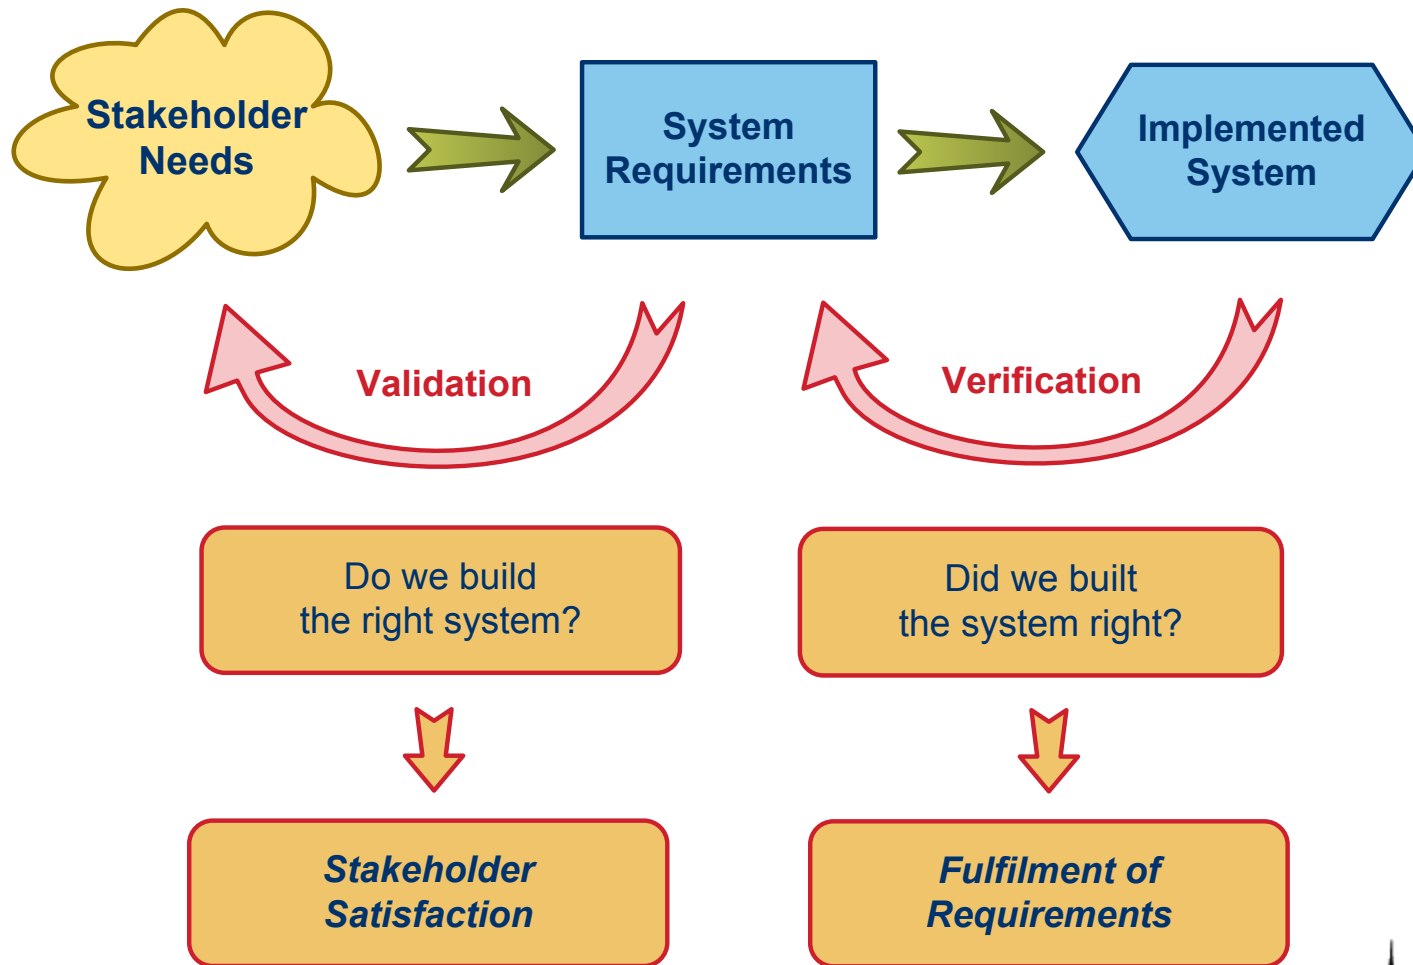 Stakeholder
Needs
System
Requirements
Implemented
System
Validation
Verification
Do we build
the right system?
Did we built
the system right?
Stakeholder
Satisfaction
Fulfilment of
Requirements